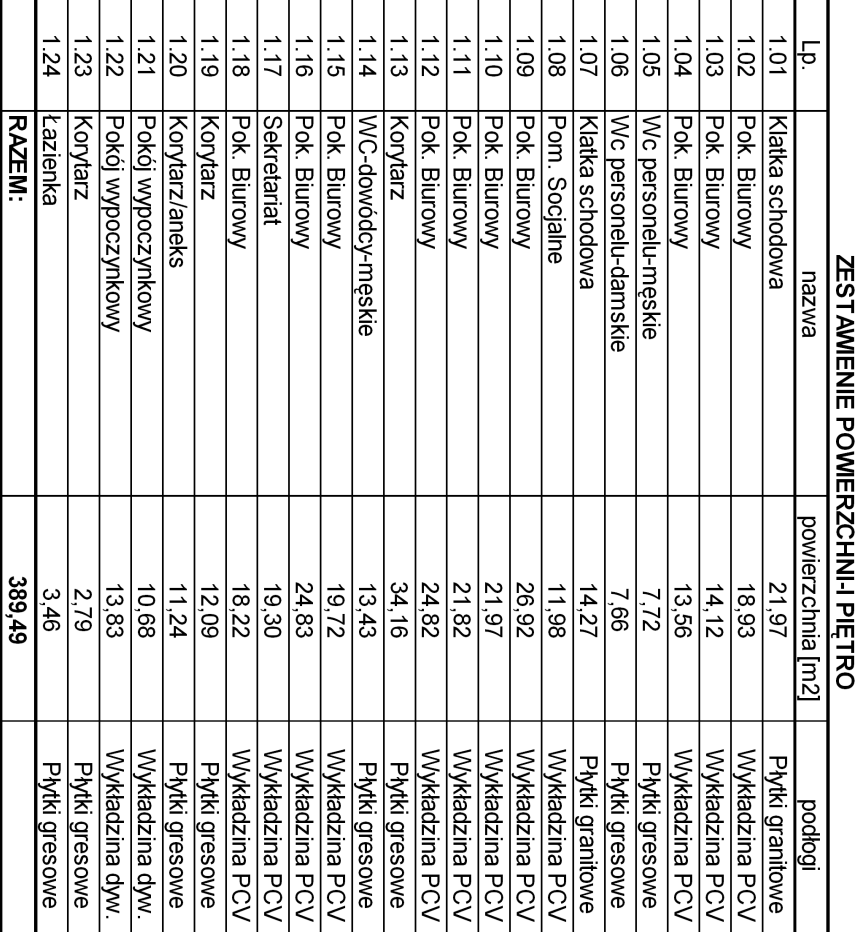 ZESTAWIENIE POWIERZCHNI-I PIĘTRO
Lp. nazwa powierzchnia [m2] podłogi
1.01 Klatka schodowa 21,97 Płytki granitowe
1.02 Pok. Biurowy 18,93 Wykładzina PCV
1.03 Pok. Biurowy 14,12 Wykładzina PCV
1.04 Pok. Biurowy 13,56 Wykładzina PCV
1.05 Wc personelu-męskie 7,72 Płytki gresowe
1.06 Wc personelu-damskie 7,66 Płytki gresowe
1.07 Klatka schodowa 14,27 Płytki granitowe
1.08 Pom. Socjalne 11,98 Wykładzina PCV
1.09 Pok. Biurowy 26,92 Wykładzina PCV
1.10 Pok. Biurowy 21,97 Wykładzina PCV
1.11 Pok. Biurowy 21,82 Wykładzina PCV
1.12 Pok. Biurowy 24,82 Wykładzina PCV
1.13 Korytarz 34,16 Płytki gresowe
1.14 WC-dowódcy-męskie 13,43 Płytki gresowe
1.15 Pok. Biurowy 19,72 Wykładzina PCV
1.16 Pok. Biurowy 24,83 Wykładzina PCV
1.17 Sekretariat 19,30 Wykładzina PCV
1.18 Pok. Biurowy 18,22 Wykładzina PCV
1.19 Korytarz 12,09 Płytki gresowe
1.20 Korytarz/aneks 11,24 Płytki gresowe
1.21 Pokój wypoczynkowy 10,68 Wykładzina dyw.
1.22 Pokój wypoczynkowy 13,83 Wykładzina dyw.
1.23 Korytarz 2,79 Płytki gresowe
1.24 Łazienka 3,46 Płytki gresowe
RAZEM: 389,49